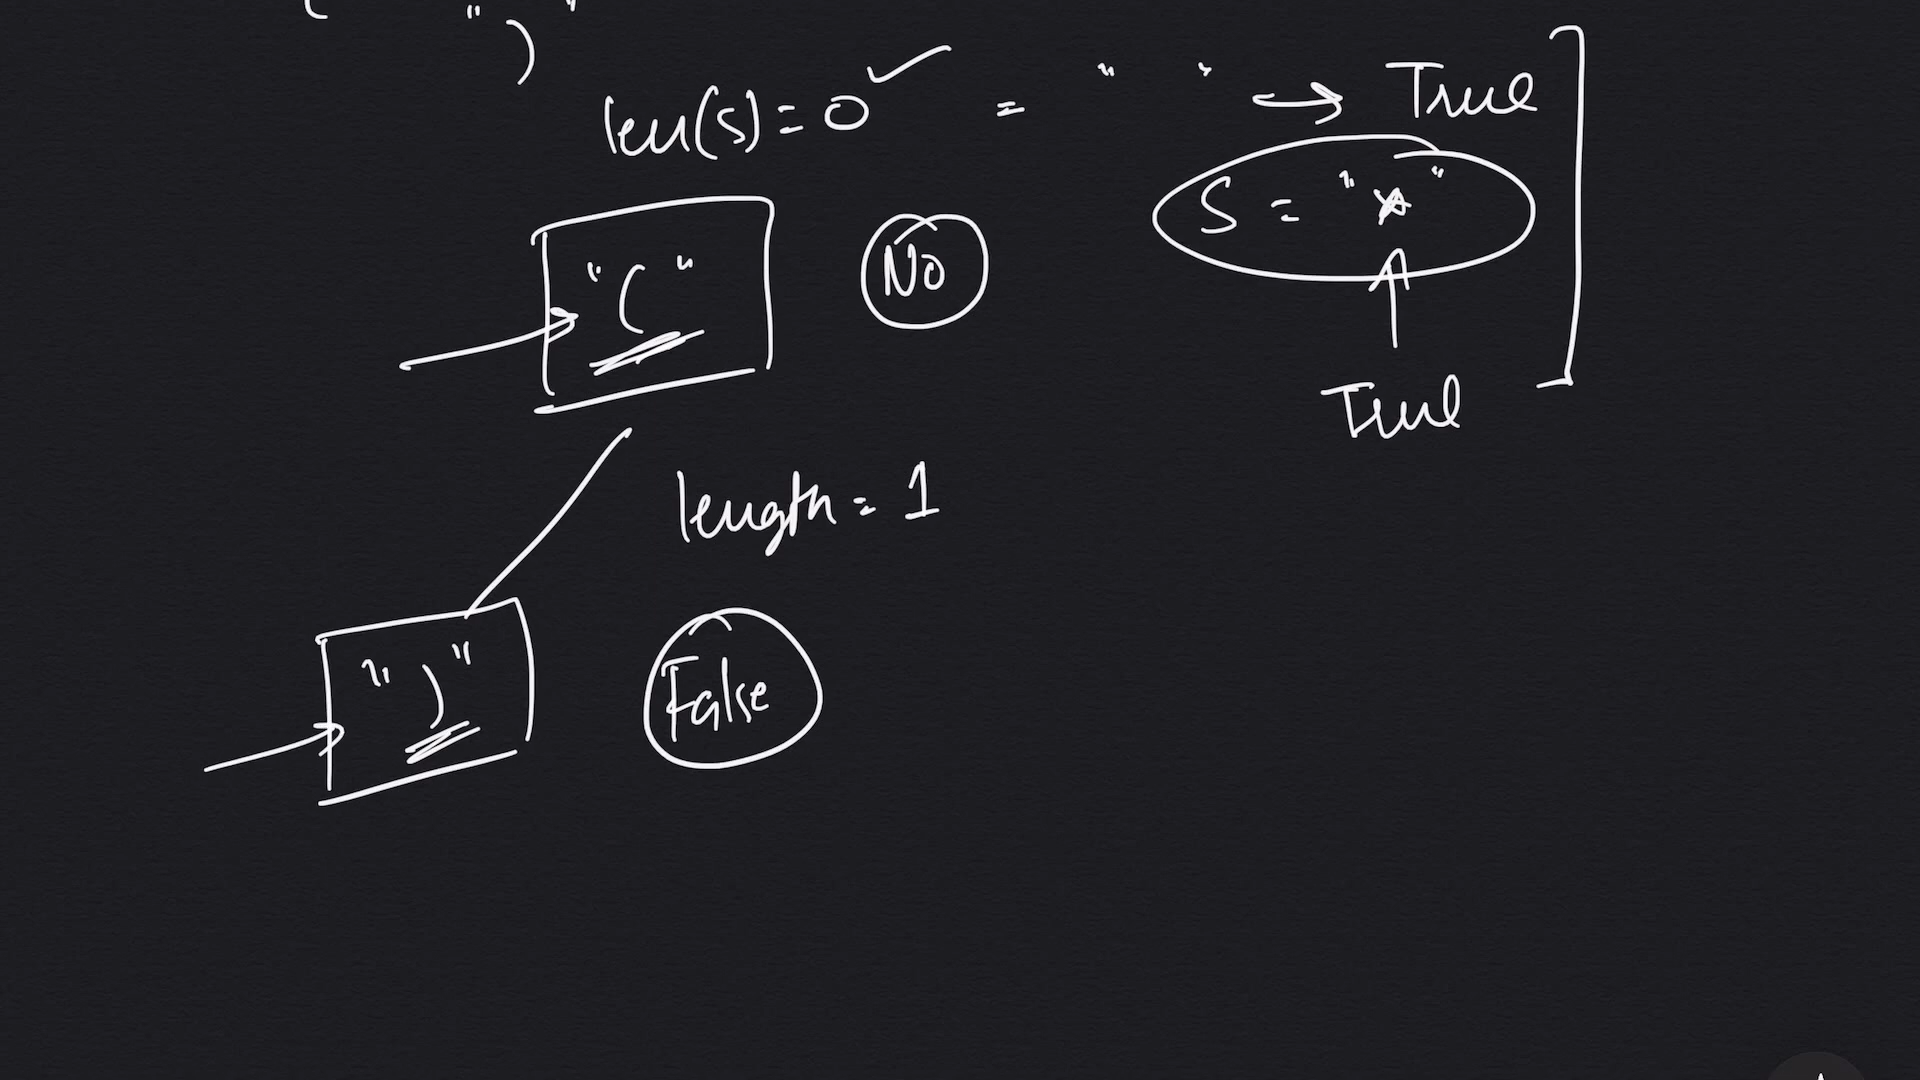 " ) "
len(s) = 0 ✓ = " " → True
S = "*"
"(" No
True
length = 1
")" False